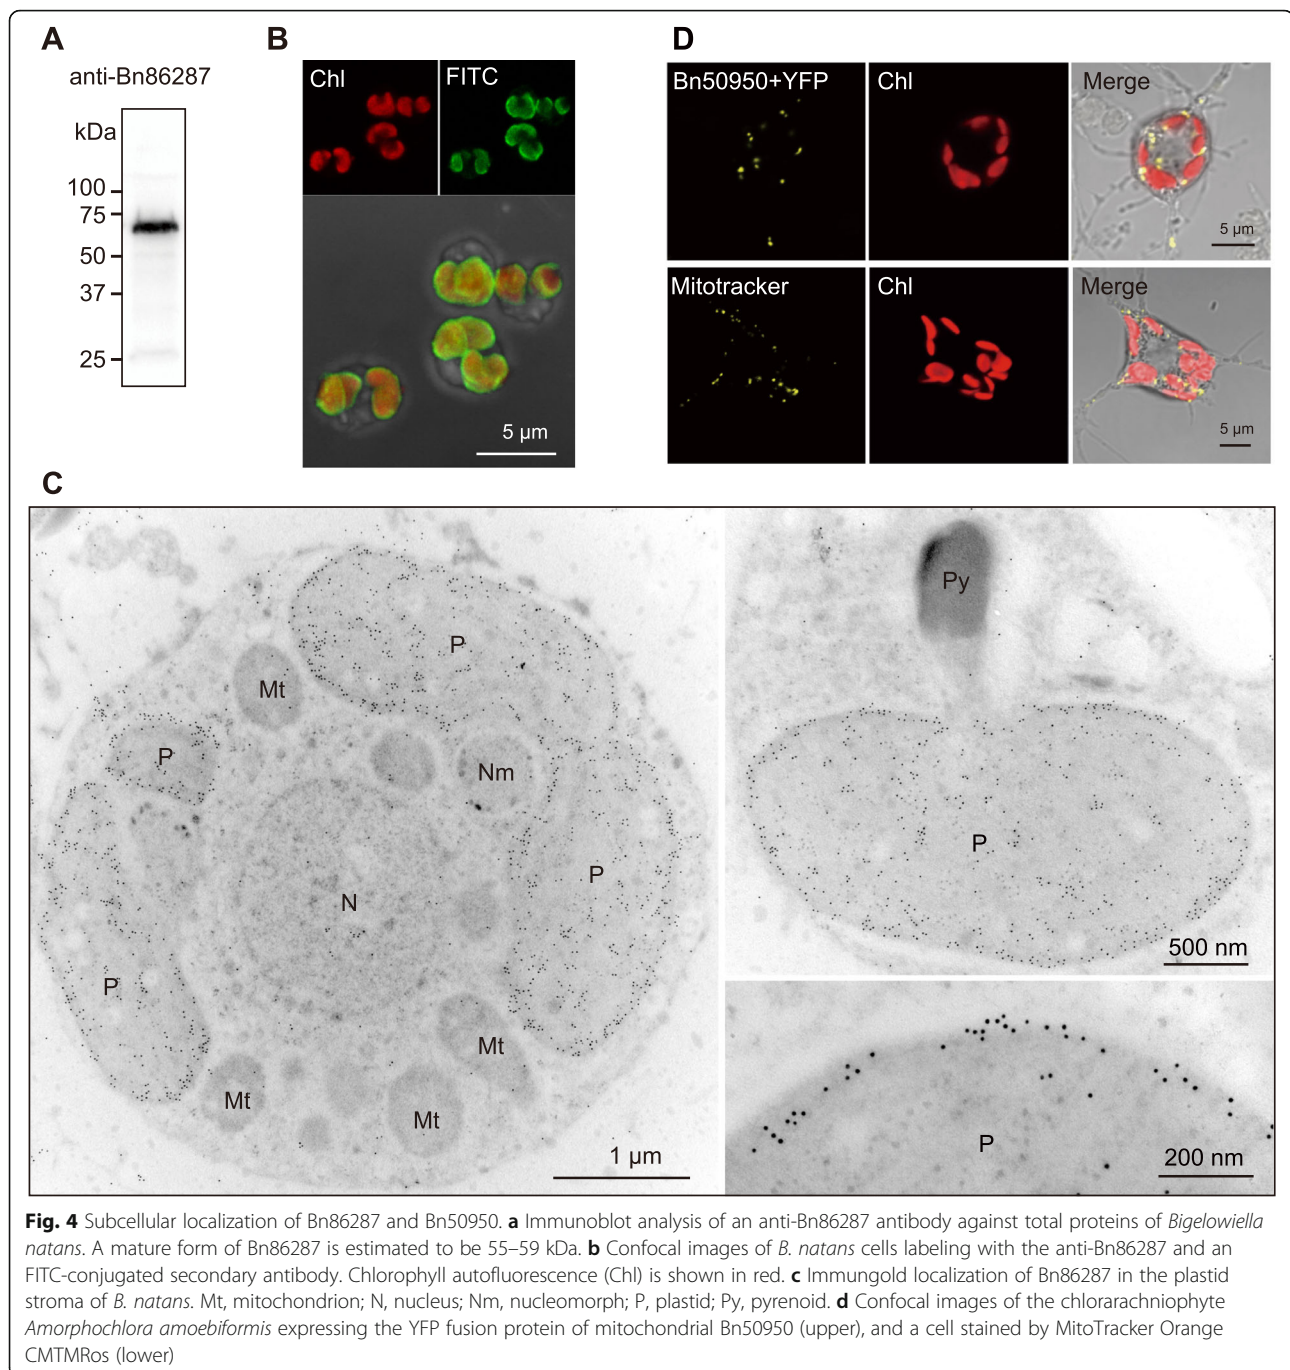 A
anti-Bn86287
kDa
100
75
50
37
25
B
Chl
FITC
5 µm
D
Bn50950+YFP
Chl
Merge
5 µm
Mitotracker
Chl
Merge
5 µm
C
P
Mt
P
Nm
P
N
P
Mt
Mt
Mt
1 µm
Py
P
500 nm
P
200 nm
Fig. 4 Subcellular localization of Bn86287 and Bn50950. a Immunoblot analysis of an anti-Bn86287 antibody against total proteins of Bigelowiella
natans. A mature form of Bn86287 is estimated to be 55–59 kDa. b Confocal images of B. natans cells labeling with the anti-Bn86287 and an
FITC-conjugated secondary antibody. Chlorophyll autofluorescence (Chl) is shown in red. c Immungold localization of Bn86287 in the plastid
stroma of B. natans. Mt, mitochondrion; N, nucleus; Nm, nucleomorph; P, plastid; Py, pyrenoid. d Confocal images of the chlorarachniophyte
Amorphochlora amoebiformis expressing the YFP fusion protein of mitochondrial Bn50950 (upper), and a cell stained by MitoTracker Orange
CMTMRos (lower)